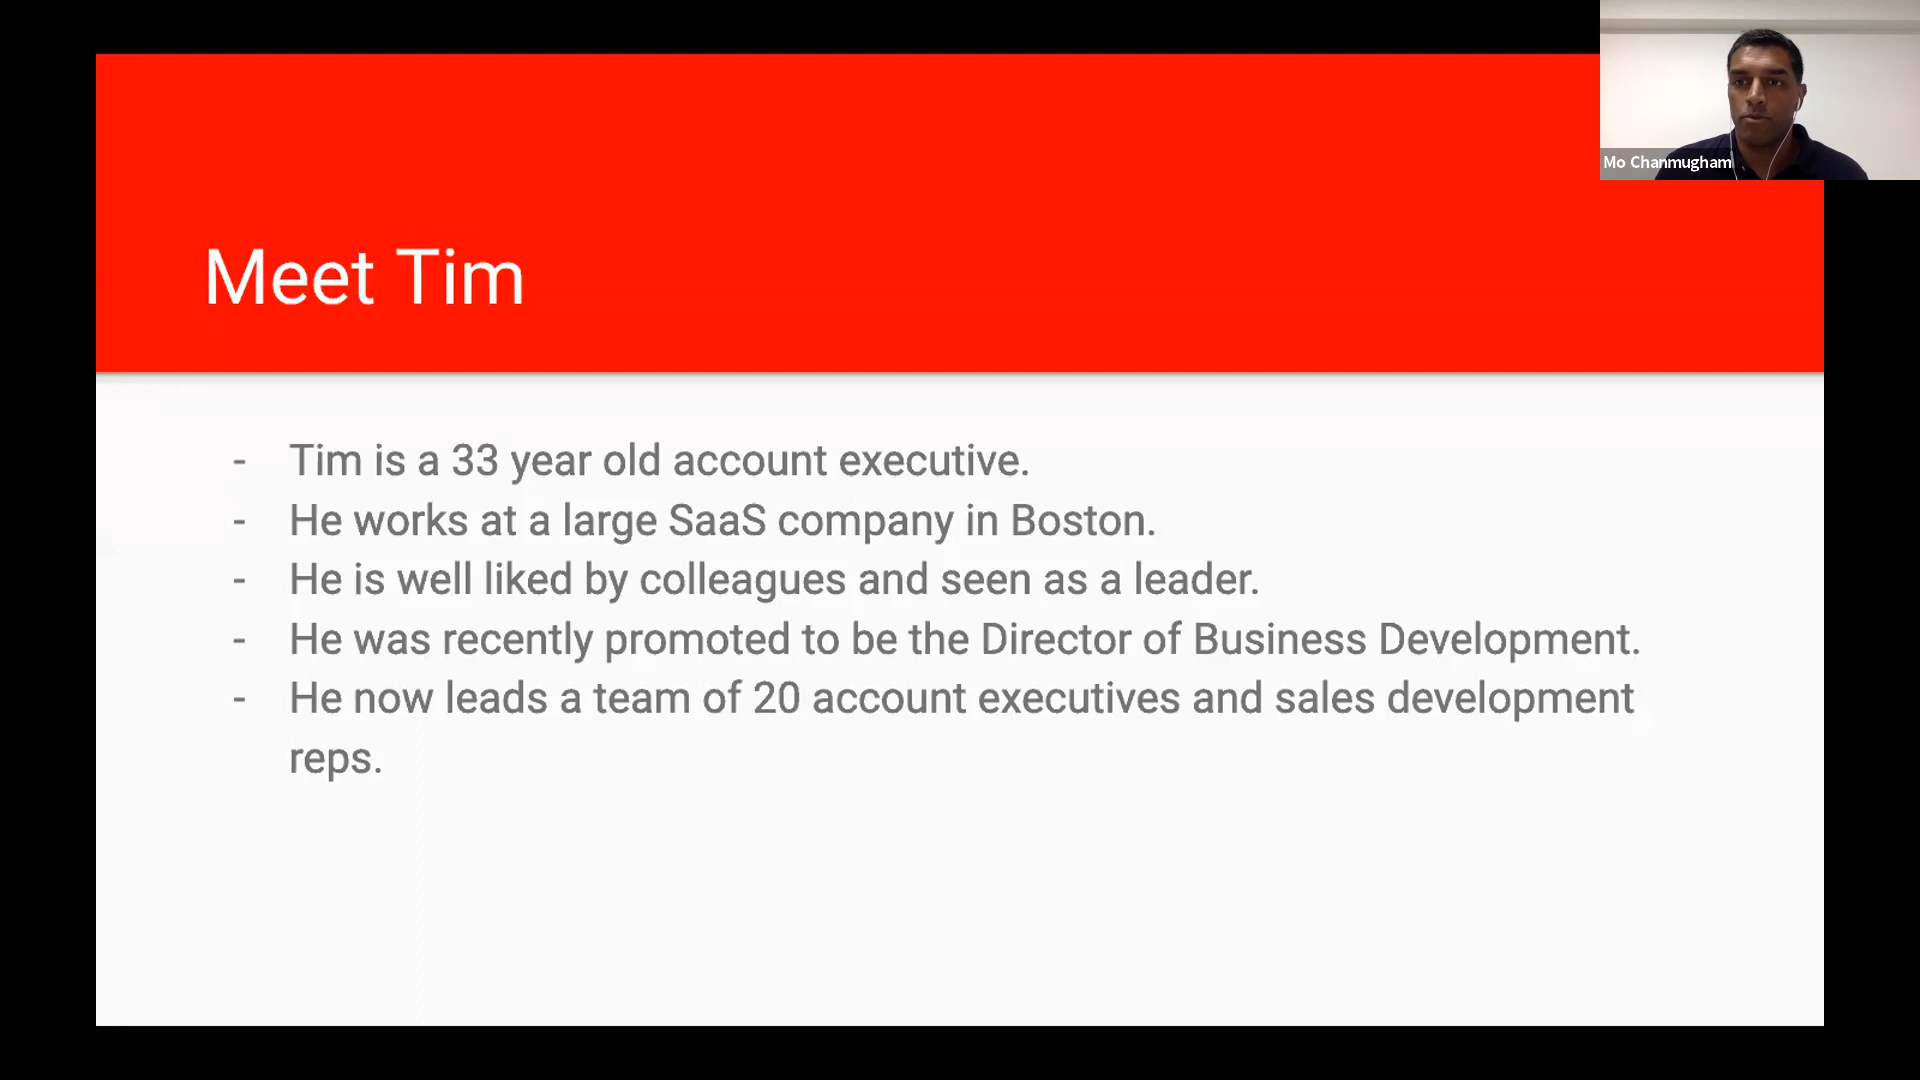 Mo Chanmugham
Meet Tim
- Tim is a 33 year old account executive.
- He works at a large SaaS company in Boston.
- He is well liked by colleagues and seen as a leader.
- He was recently promoted to be the Director of Business Development.
- He now leads a team of 20 account executives and sales development
reps.